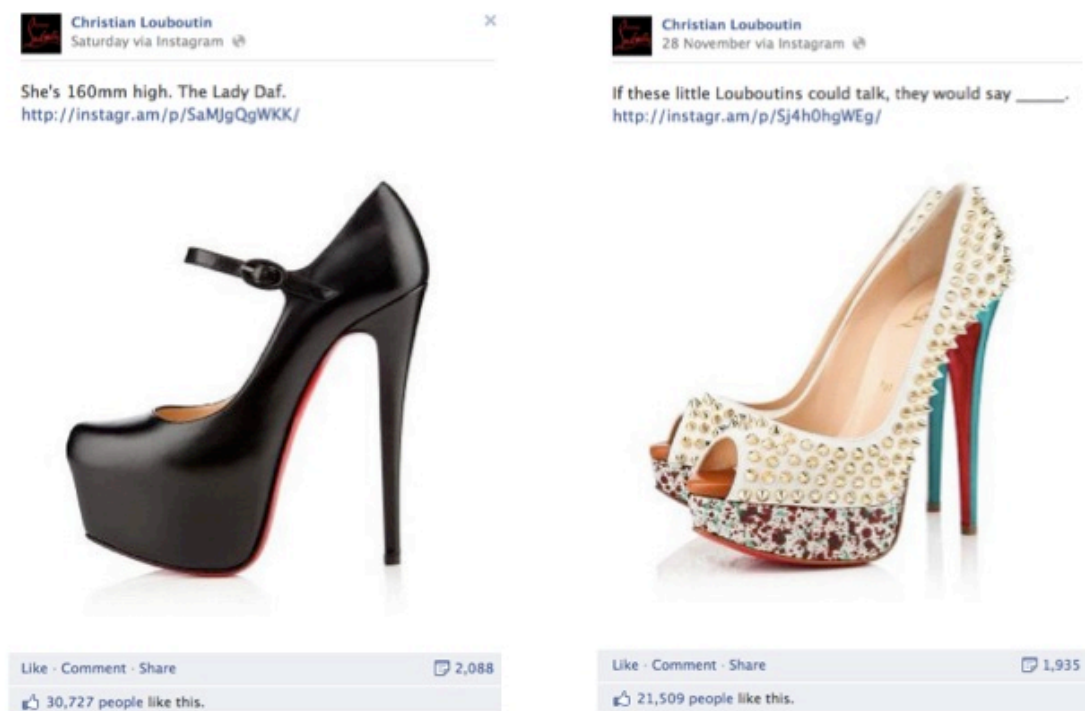 Christian Louboutin
Saturday via Instagram
She's 160mm high. The Lady Daf.
http://instagr.am/p/SaMJgQgWKK/
Like · Comment · Share
2,088
30,727 people like this.
Christian Louboutin
28 November via Instagram
If these little Louboutins could talk, they would say _____.
http://instagr.am/p/Sj4h0hgWEg/
Like · Comment · Share
1,935
21,509 people like this.